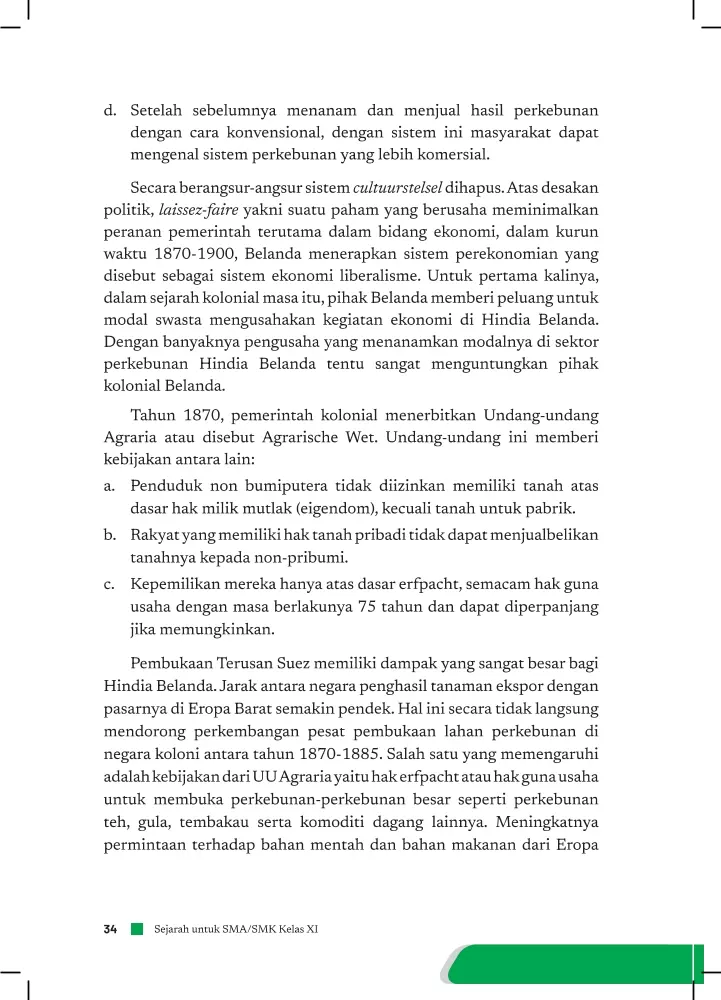 d. Setelah sebelumnya menanam dan menjual hasil perkebunan
dengan cara konvensional, dengan sistem ini masyarakat dapat
mengenal sistem perkebunan yang lebih komersial.
Secara berangsur-angsur sistem cultuurstelsel dihapus. Atas desakan
politik, laissez-faire yakni suatu paham yang berusaha meminimalkan
peranan pemerintah terutama dalam bidang ekonomi, dalam kurun
waktu 1870-1900, Belanda menerapkan sistem perekonomian yang
disebut sebagai sistem ekonomi liberalisme. Untuk pertama kalinya,
dalam sejarah kolonial masa itu, pihak Belanda memberi peluang untuk
modal swasta mengusahakan kegiatan ekonomi di Hindia Belanda.
Dengan banyaknya pengusaha yang menanamkan modalnya di sektor
perkebunan Hindia Belanda tentu sangat menguntungkan pihak
kolonial Belanda.
Tahun 1870, pemerintah kolonial menerbitkan Undang-undang
Agraria atau disebut Agrarische Wet. Undang-undang ini memberi
kebijakan antara lain:
a. Penduduk non bumiputera tidak diizinkan memiliki tanah atas
dasar hak milik mutlak (eigendom), kecuali tanah untuk pabrik.
b. Rakyat yang memiliki hak tanah pribadi tidak dapat menjualbelikan
tanahnya kepada non-pribumi.
c. Kepemilikan mereka hanya atas dasar erfpacht, semacam hak guna
usaha dengan masa berlakunya 75 tahun dan dapat diperpanjang
jika memungkinkan.
Pembukaan Terusan Suez memiliki dampak yang sangat besar bagi
Hindia Belanda. Jarak antara negara penghasil tanaman ekspor dengan
pasarnya di Eropa Barat semakin pendek. Hal ini secara tidak langsung
mendorong perkembangan pesat pembukaan lahan perkebunan di
negara koloni antara tahun 1870-1885. Salah satu yang memengaruhi
adalah kebijakan dari UU Agraria yaitu hak erfpacht atau hak guna usaha
untuk membuka perkebunan-perkebunan besar seperti perkebunan
teh, gula, tembakau serta komoditi dagang lainnya. Meningkatnya
permintaan terhadap bahan mentah dan bahan makanan dari Eropa
34 Sejarah untuk SMA/SMK Kelas XI